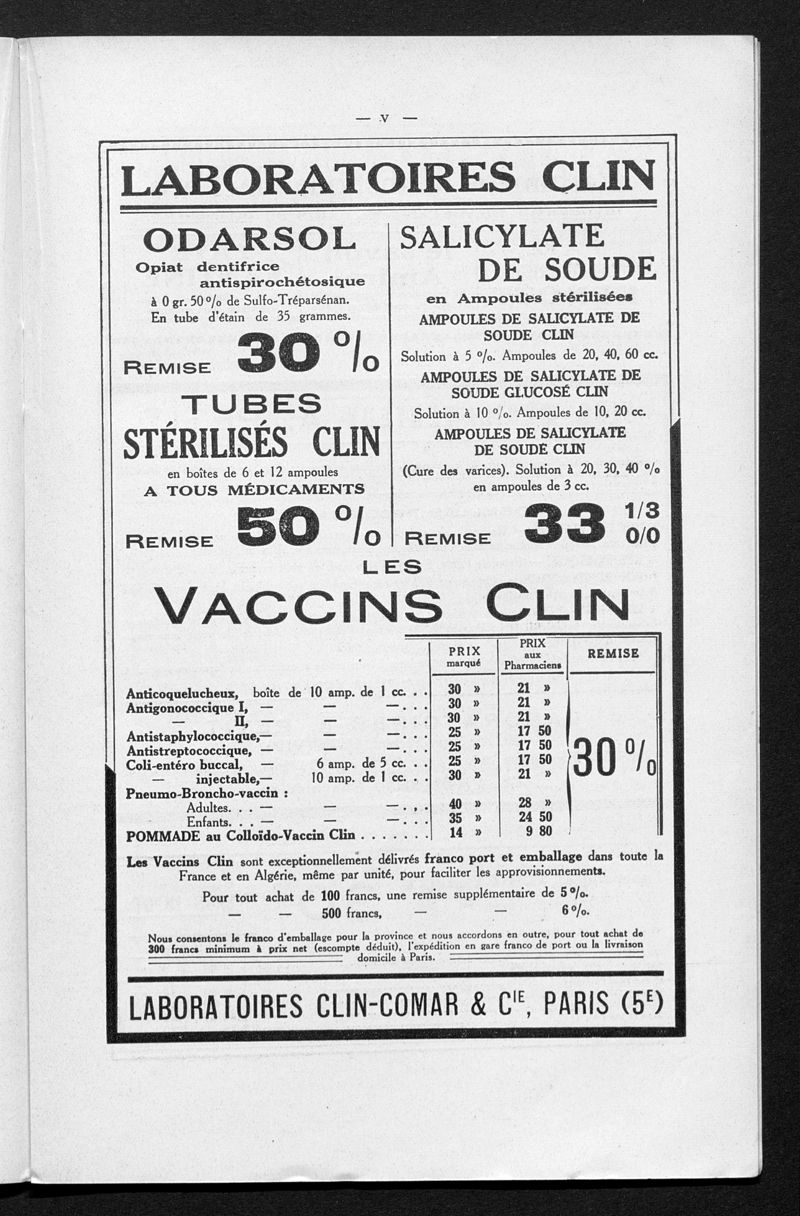 — V —
LABORATOIRES CLIN
ODARSOL
Opiat dentifrice
antispirochétosique
à 0 gr. 50 % de Sulfo-Tréparsénan.
En tube d'étain de 35 grammes.
REMISE 30 %
TUBES
STÉRILISÉS CLIN
en boîtes de 6 et 12 ampoules
A TOUS MÉDICAMENTS
REMISE 50 %
SALICYLATE
DE SOUDE
en Ampoules stérilisées
AMPOULES DE SALICYLATE DE
SOUDE CLIN
Solution à 5 %. Ampoules de 20, 40, 60 cc.
AMPOULES DE SALICYLATE DE
SOUDE GLUCOSÉ CLIN
Solution à 10 %. Ampoules de 10, 20 cc.
AMPOULES DE SALICYLATE
DE SOUDE CLIN
(Cure des varices). Solution à 20, 30, 40 %
en ampoules de 3 cc.
REMISE 33 1/3 0/0
LES
VACCINS CLIN
PRIX marqué PRIX aux Pharmaciens REMISE
Anticoquelucheux, boîte de 10 amp. de 1 cc. . . 30 » 21 »
Antigonococcique I, — — — . . . 30 » 21 »
— II, — — — . . . 30 » 21 »
Antistaphylococcique, — — — . . . 25 » 17 50
Antistreptococcique, — — — . . . 25 » 17 50
Coli-entéro buccal, — 6 amp. de 5 cc. . . 25 » 17 50
— injectable, — 10 amp. de 1 cc. . . 30 » 21 »
30 %
Pneumo-Broncho-vaccin :
Adultes. . . — — — . . . 40 » 28 »
Enfants. . . — — — . . . 35 » 24 50
POMMADE au Colloïdo-Vaccin Clin . . . . . . . 14 » 9 80
Les Vaccins Clin sont exceptionnellement délivrés franco port et emballage dans toute la
France et en Algérie, même par unité, pour faciliter les approvisionnements.
Pour tout achat de 100 francs, une remise supplémentaire de 5 %.
— — 500 francs, — — 6 %.
Nous consentons le franco d'emballage pour la province et nous accordons en outre, pour tout achat de
300 francs minimum à prix net (escompte déduit), l'expédition en gare franco de port ou la livraison
domicile à Paris.
LABORATOIRES CLIN-COMAR & CIE, PARIS (5E)